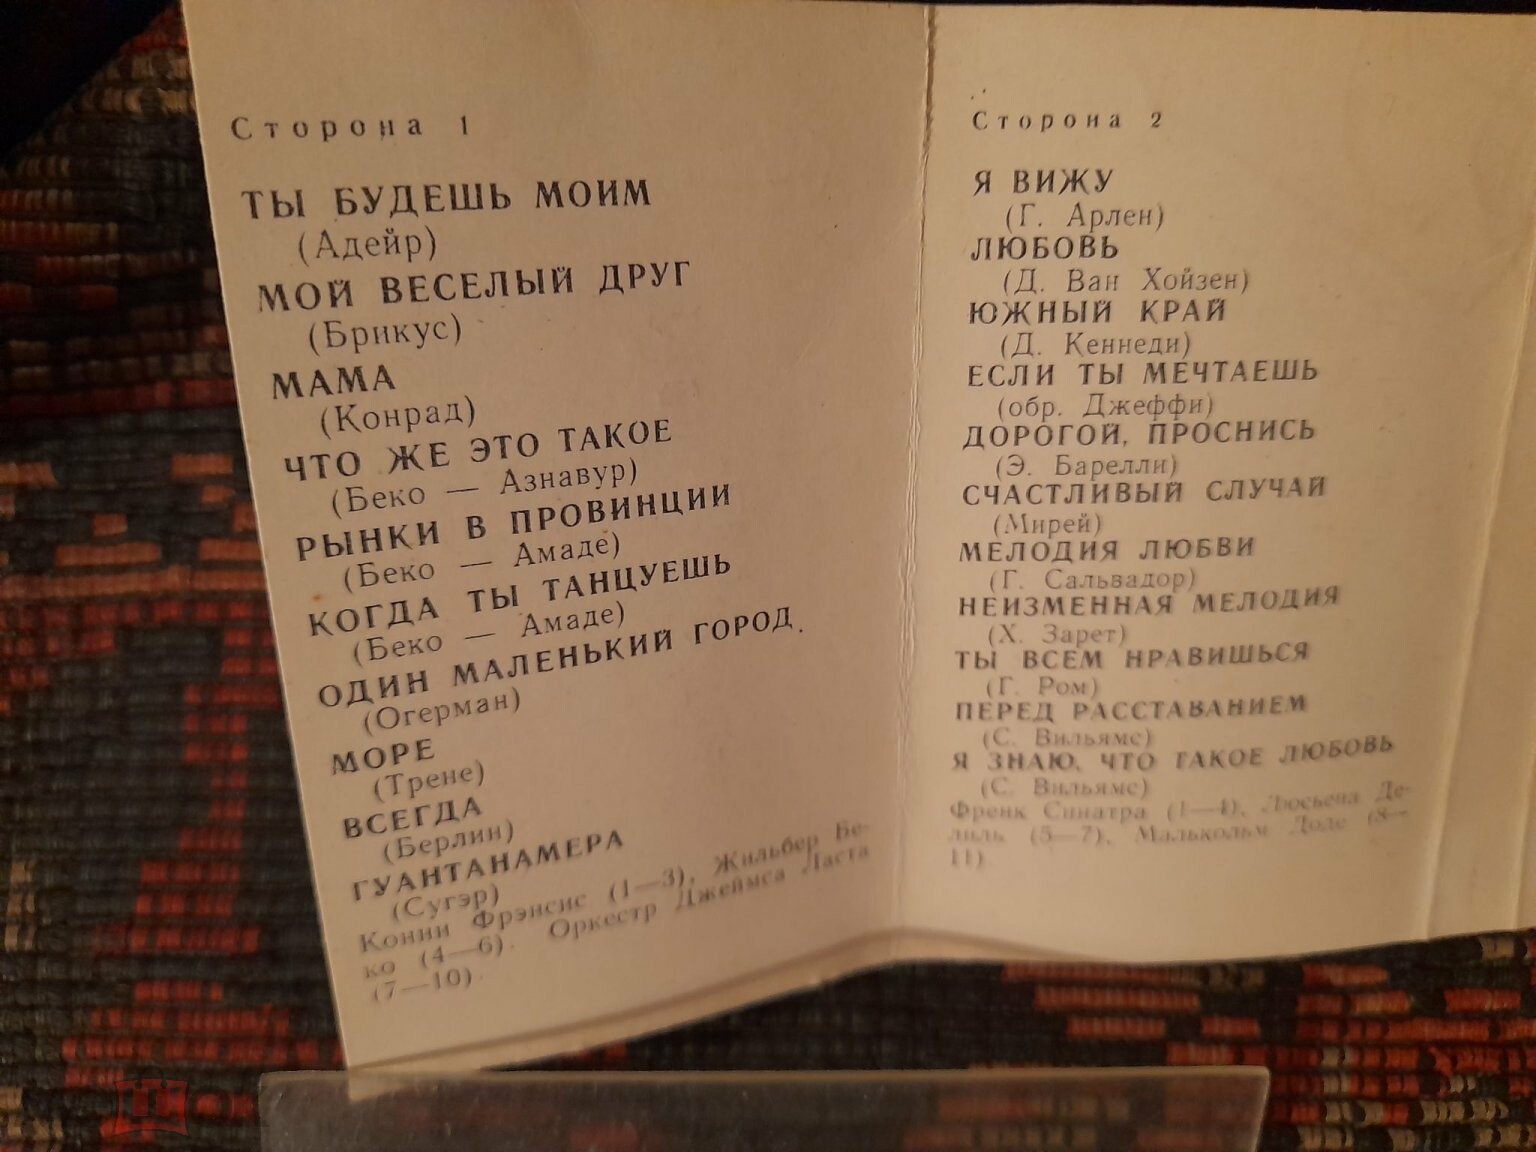 Сторона 1
ТЫ БУДЕШЬ МОИМ
(Адейр)
МОЙ ВЕСЕЛЫЙ ДРУГ
(Брикус)
МАМА
(Конрад)
ЧТО ЖЕ ЭТО ТАКОЕ
(Беко — Азнавур)
РЫНКИ В ПРОВИНЦИИ
(Беко — Амаде)
КОГДА ТЫ ТАНЦУЕШЬ
(Беко — Амаде)
ОДИН МАЛЕНЬКИЙ ГОРОД.
(Огерман)
МОРЕ
(Трене)
ВСЕГДА
(Берлин)
ГУАНТАНАМЕРА
(Сугэр)
Конни Фрэнсис (1—3), Жильбер Бе-
ко (4—6). Оркестр Джеймса Ласта
(7—10).
Сторона 2
Я ВИЖУ
(Г. Арлен)
ЛЮБОВЬ
(Д. Ван Хойзен)
ЮЖНЫЙ КРАЙ
(Д. Кеннеди)
ЕСЛИ ТЫ МЕЧТАЕШЬ
(обр. Джеффи)
ДОРОГОЙ, ПРОСНИСЬ
(Э. Барелли)
СЧАСТЛИВЫЙ СЛУЧАЙ
(Мирей)
МЕЛОДИЯ ЛЮБВИ
(Г. Сальвадор)
НЕИЗМЕННАЯ МЕЛОДИЯ
(Х. Зарет)
ТЫ ВСЕМ НРАВИШЬСЯ
(Г. Ром)
ПЕРЕД РАССТАВАНИЕМ
(С. Вильямс)
Я ЗНАЮ, ЧТО ТАКОЕ ЛЮБОВЬ
(С. Вильямс)
Френк Синатра (1—4), Люсьена Де-
лиль (5—7), Малькольм Доде (8—
11).